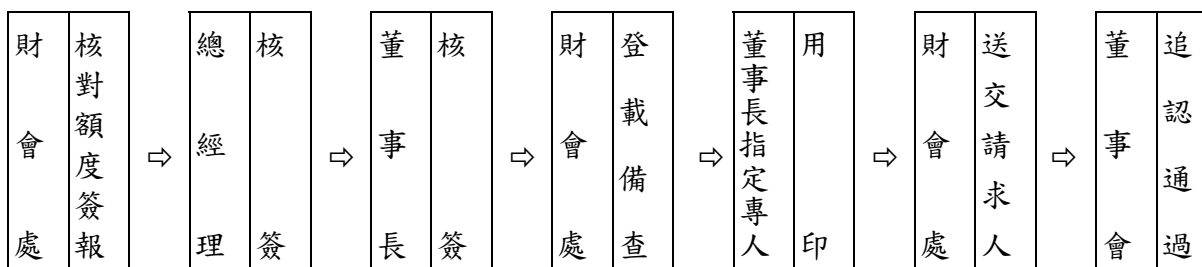 財會處
核對額度簽報
⇨
總經理
核簽
⇨
董事長
核簽
⇨
財會處
登載備查
⇨
董事長指定專人
用印
⇨
財會處
送交請求人
⇨
董事會
追認通過